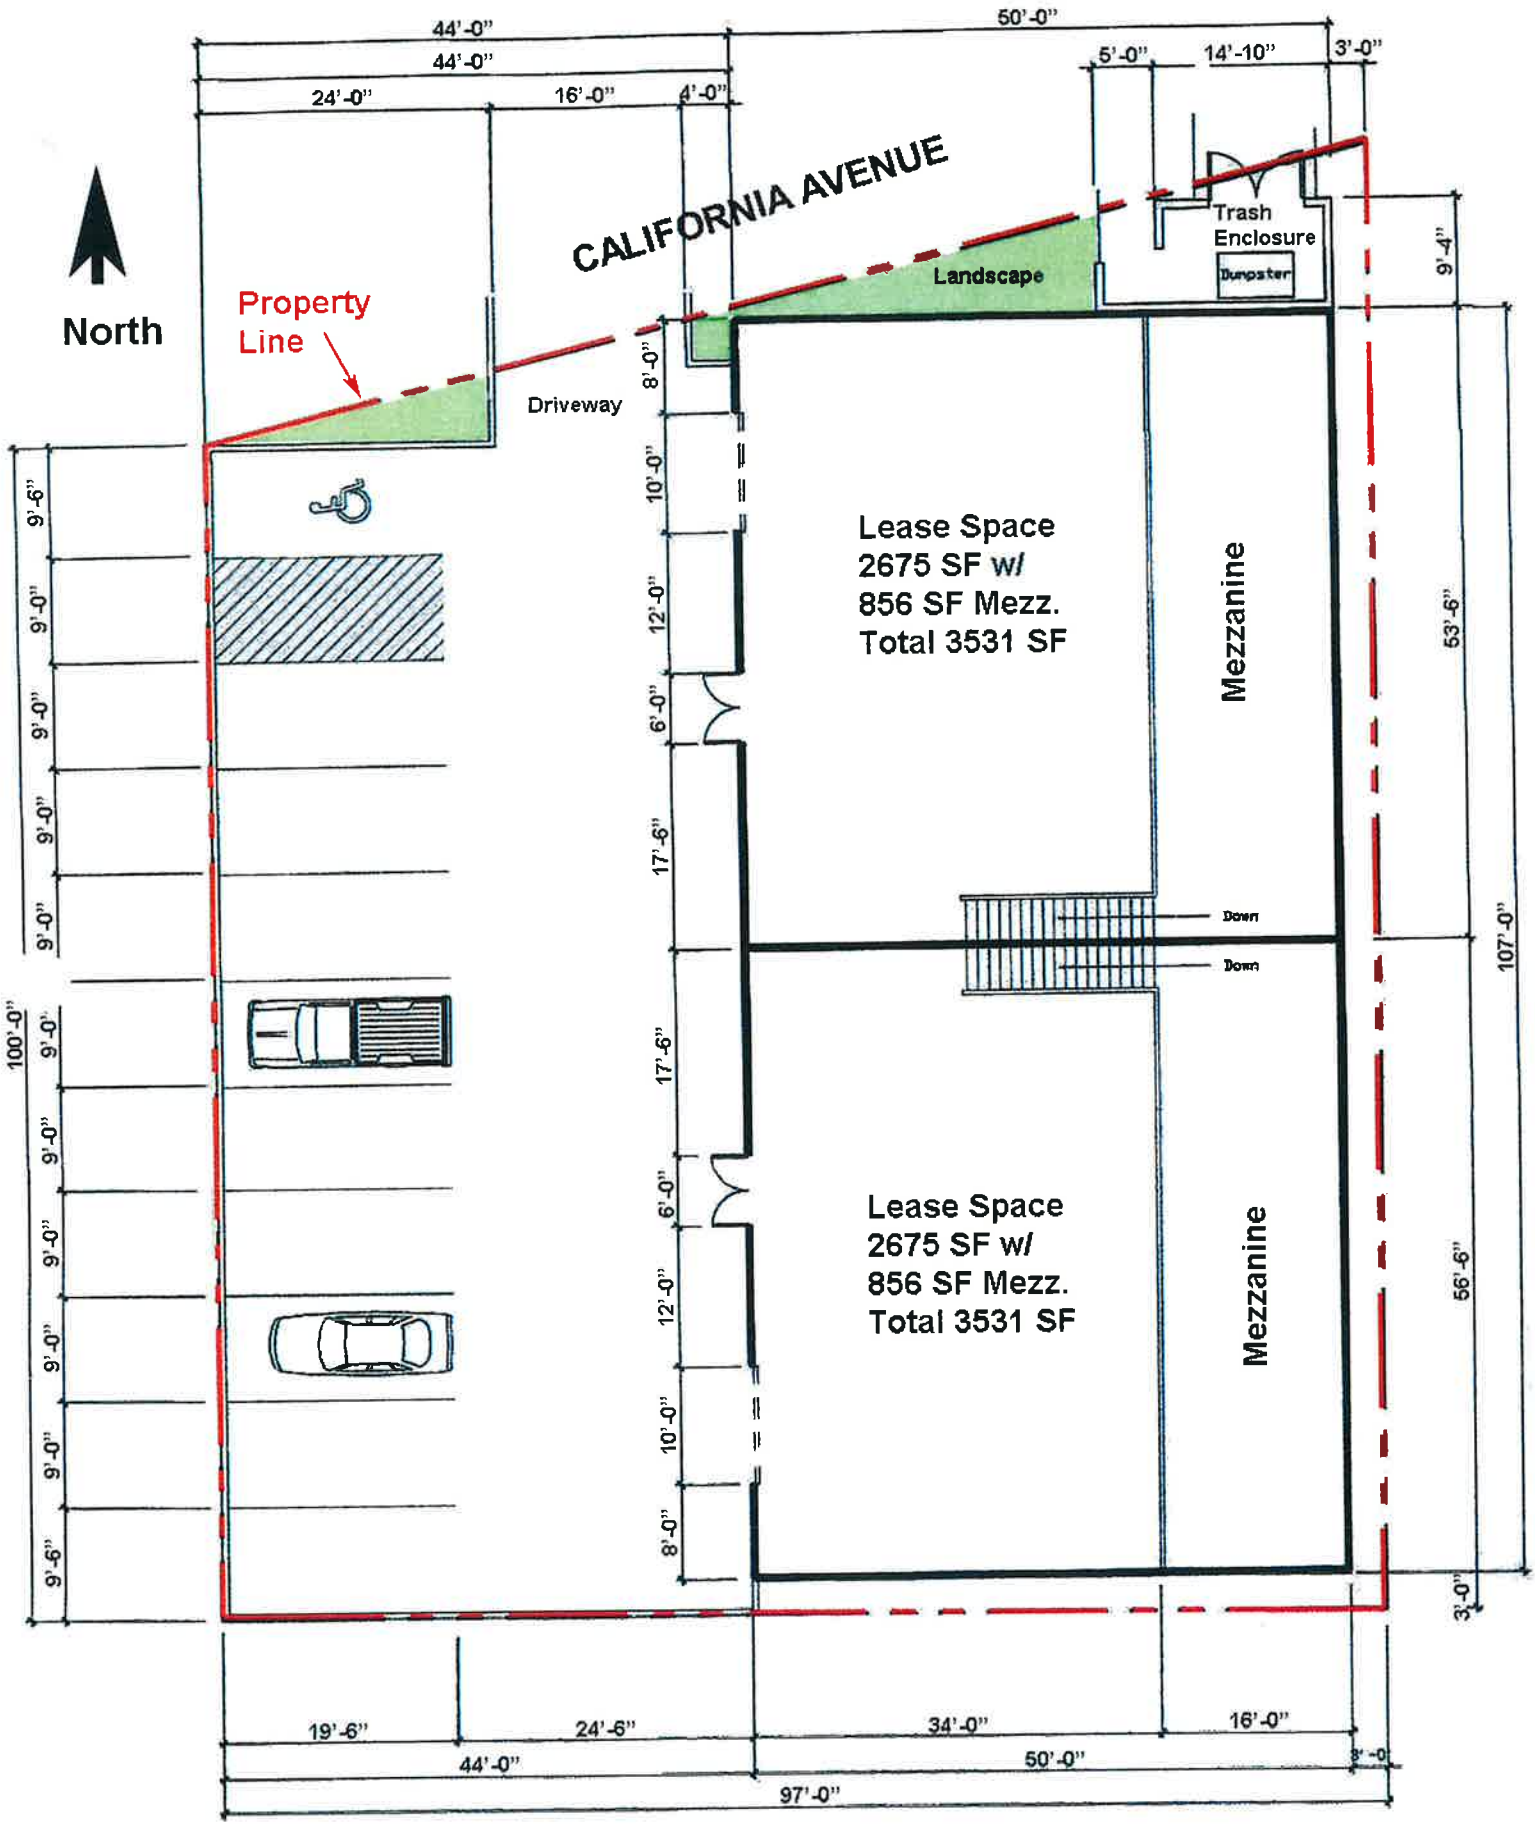 44'-0"
50'-0"
44'-0"
5'-0"
14'-10"
3'-0"
24'-0"
16'-0"
4'-0"
CALIFORNIA AVENUE
North
Property
Line
Driveway
Landscape
Trash
Enclosure
Dumpster
9'-4"
8'-0"
10'-0"
12'-0"
6'-0"
17'-6"
17'-6"
6'-0"
12'-0"
10'-0"
8'-0"
9'-6"
9'-0"
9'-0"
9'-0"
9'-0"
9'-0"
9'-0"
9'-0"
9'-0"
9'-0"
9'-6"
100'-0"
Lease Space
2675 SF w/
856 SF Mezz.
Total 3531 SF
Mezzanine
Down
Down
Lease Space
2675 SF w/
856 SF Mezz.
Total 3531 SF
Mezzanine
53'-6"
107'-0"
56'-6"
3'-0"
19'-6"
24'-6"
34'-0"
16'-0"
44'-0"
50'-0"
3'-0
97'-0"